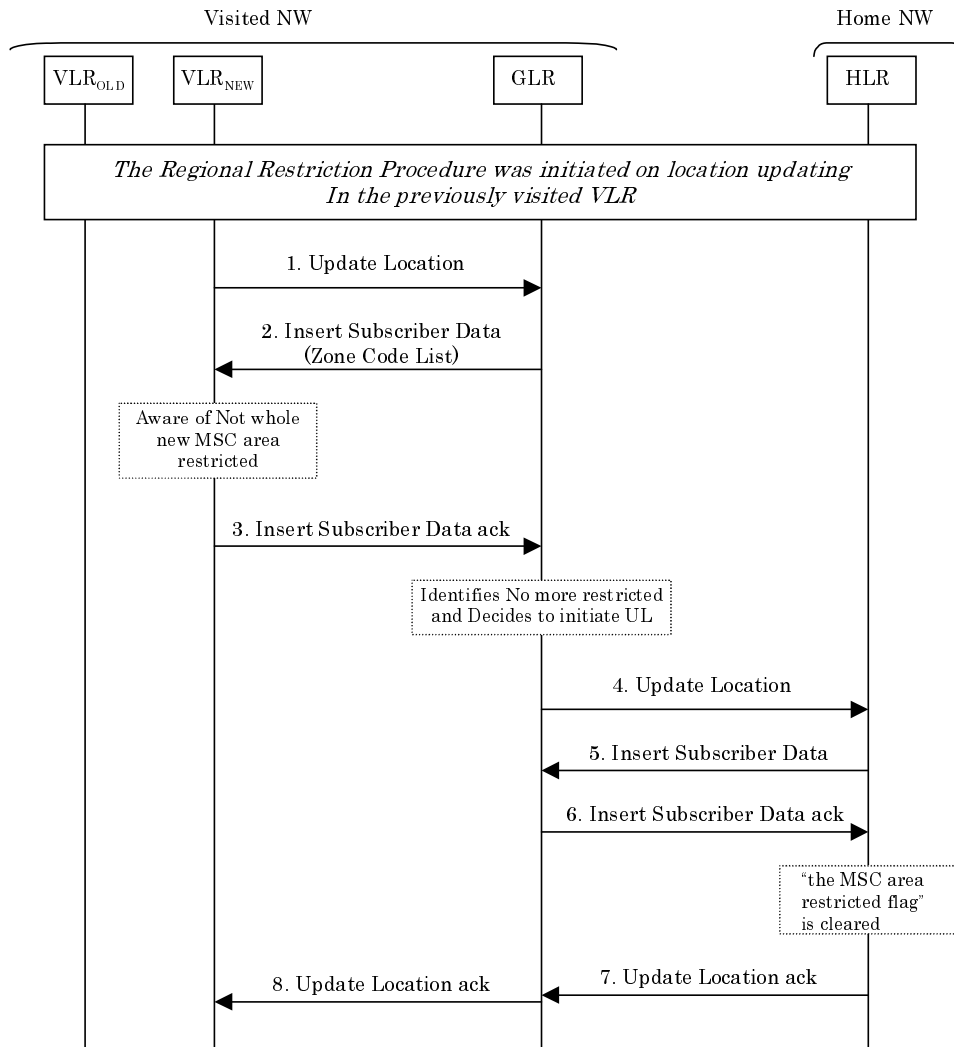 Visited NW
Home NW
VLROLD
VLRNEW
GLR
HLR
The Regional Restriction Procedure was initiated on location updating
In the previously visited VLR
1. Update Location
2. Insert Subscriber Data
(Zone Code List)
Aware of Not whole
new MSC area
restricted
3. Insert Subscriber Data ack
Identifies No more restricted
and Decides to initiate UL
4. Update Location
5. Insert Subscriber Data
6. Insert Subscriber Data ack
“the MSC area
restricted flag”
is cleared
7. Update Location ack
8. Update Location ack